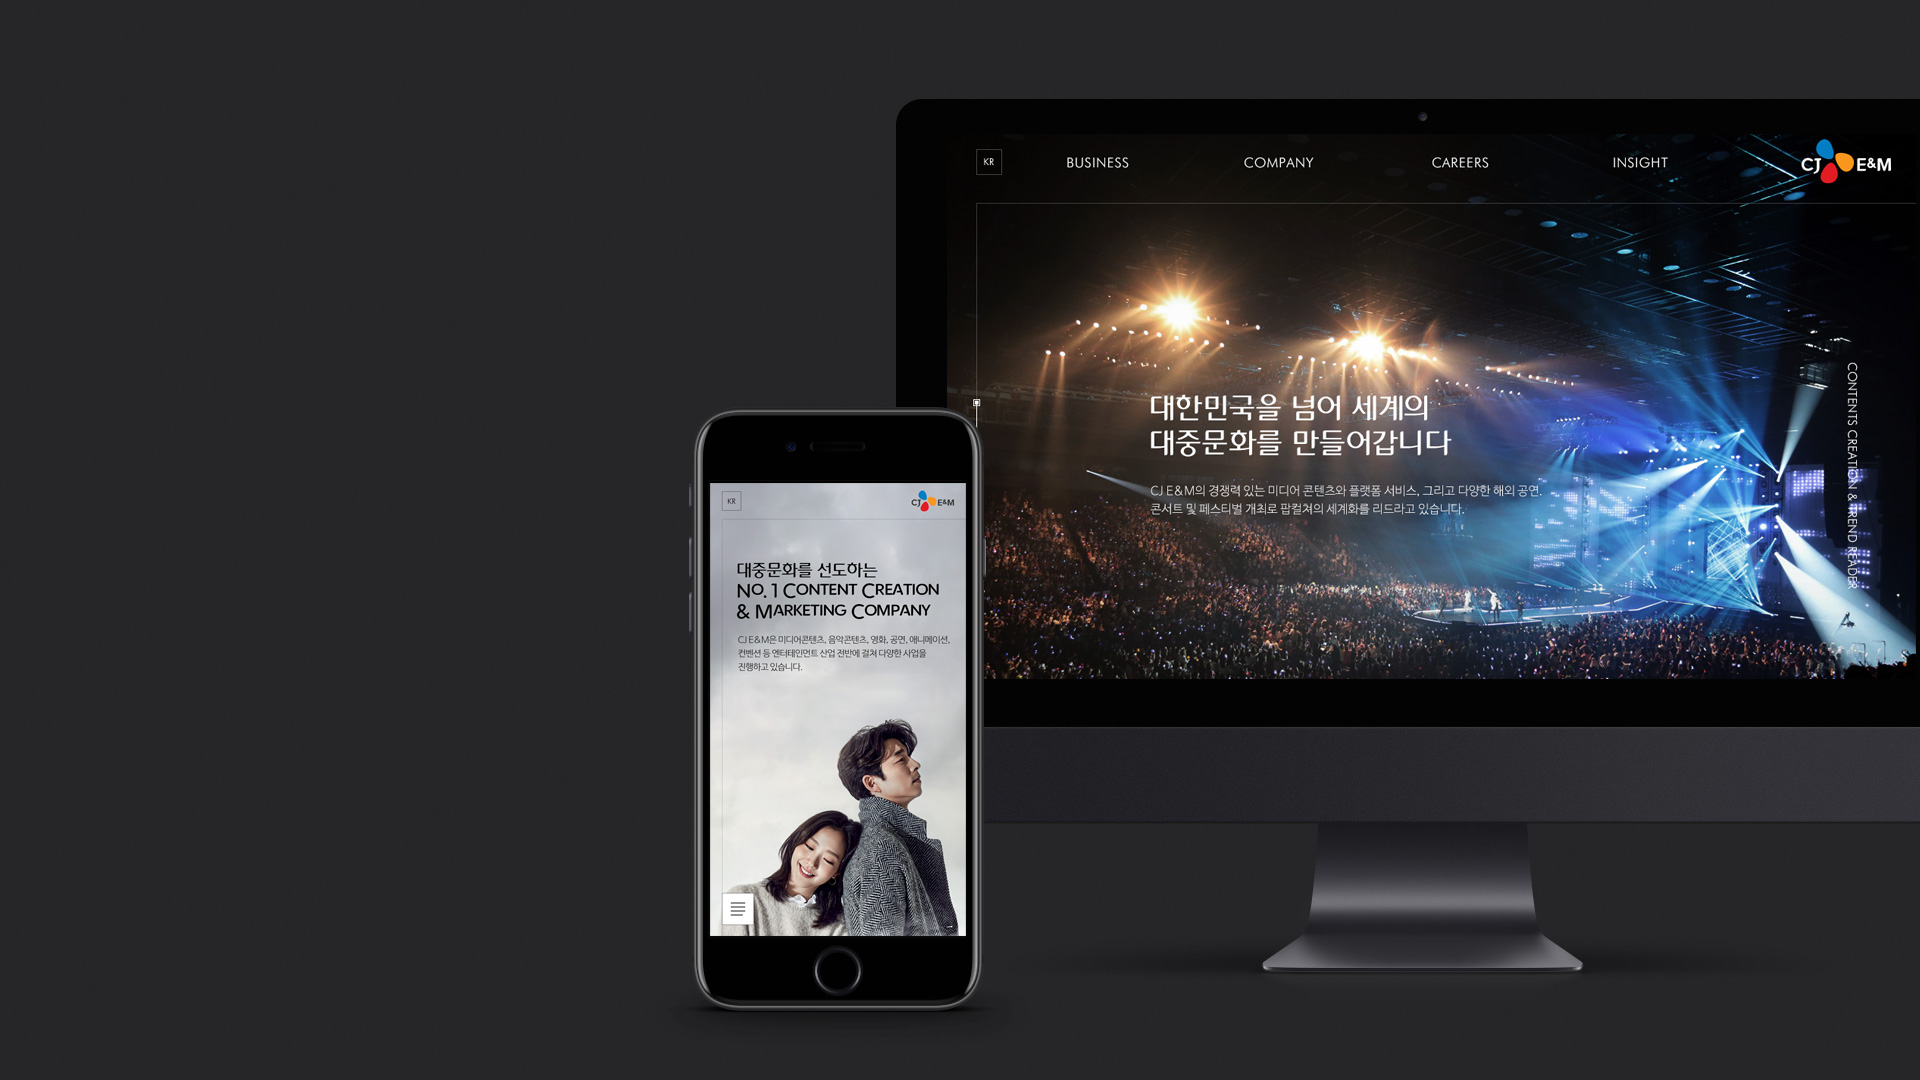 KR
BUSINESS
COMPANY
CAREERS
INSIGHT
CJ E&M
대한민국을 넘어 세계의
대중문화를 만들어갑니다
CJ E&M의 경쟁력 있는 미디어 콘텐츠와 플랫폼 서비스, 그리고 다양한 해외 공연,
콘서트 및 페스티벌 개최로 팝컬쳐의 세계화를 리드하고 있습니다.
CONTENTS CREATION & TREND READER
KR
CJ E&M
대중문화를 선도하는
NO. 1 CONTENT CREATION
& MARKETING COMPANY
CJ E&M은 미디어콘텐츠, 음악콘텐츠, 영화, 공연, 애니메이션,
컨벤션 등 엔터테인먼트 산업 전반에 걸쳐 다양한 사업을
진행하고 있습니다.